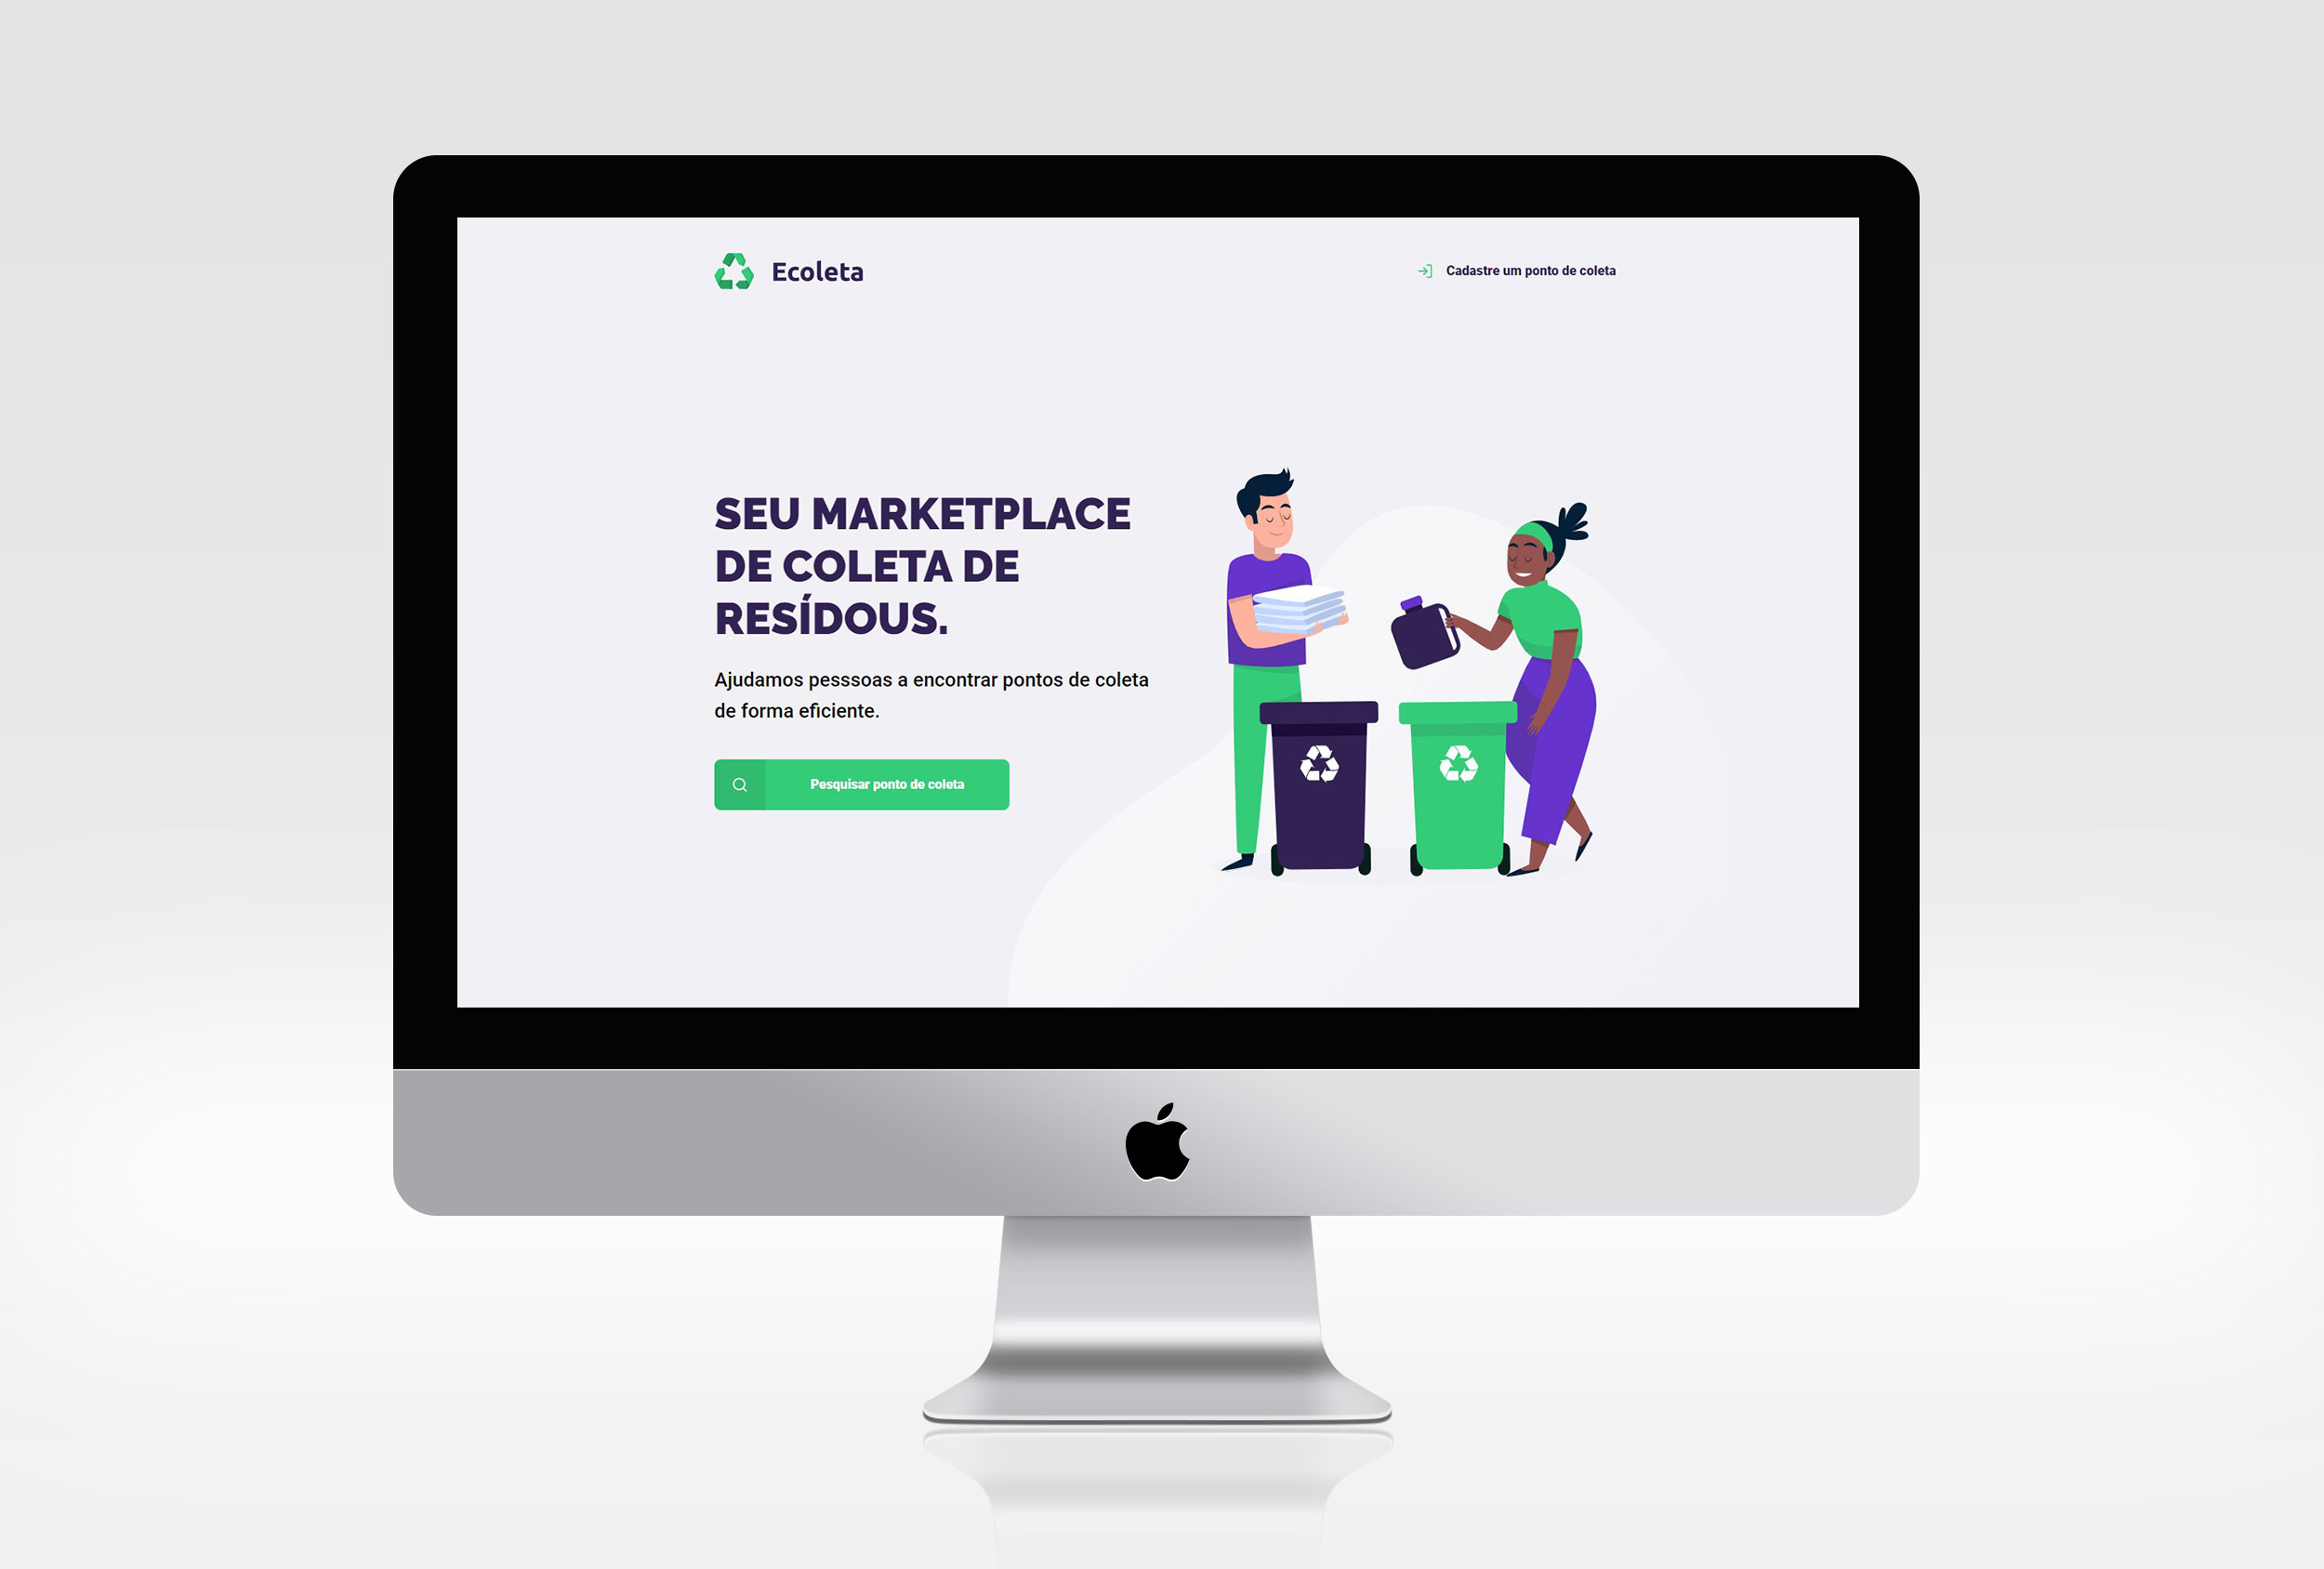 Ecoleta
Cadastre um ponto de coleta
SEU MARKETPLACE
DE COLETA DE
RESÍDOUS.
Ajudamos pesssoas a encontrar pontos de coleta
de forma eficiente.
Pesquisar ponto de coleta